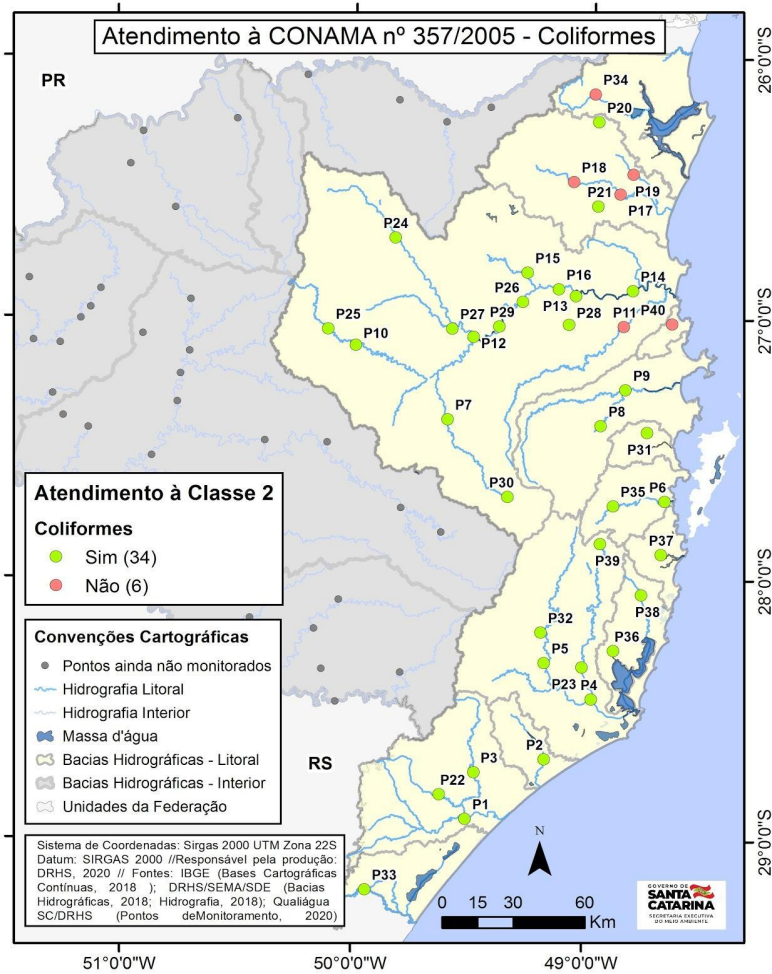 Atendimento à CONAMA nº 357/2005 - Coliformes
PR
P34
P20
P18
P19
P21
P17
P24
P15
P16
P14
P26
P13
P25
P27
P29
P28
P11
P40
P10
P12
P9
P7
P8
P31
P30
P35
P6
P37
P39
P38
P32
P36
P5
P23
P4
P2
P3
P22
P1
P33
RS
Atendimento à Classe 2
Coliformes
Sim (34)
Não (6)
Convenções Cartográficas
Pontos ainda não monitorados
Hidrografia Litoral
Hidrografia Interior
Massa d'água
Bacias Hidrográficas - Litoral
Bacias Hidrográficas - Interior
Unidades da Federação
Sistema de Coordenadas: Sirgas 2000 UTM Zona 22S
Datum: SIRGAS 2000 //Responsável pela produção:
DRHS, 2020 // Fontes: IBGE (Bases Cartográficas
Contínuas, 2018 ); DRHS/SEMA/SDE (Bacias
Hidrográficas, 2018; Hidrografia, 2018); Qualiágua
SC/DRHS (Pontos deMonitoramento, 2020)
N
0 15 30 60
Km
GOVERNO DE
SANTA
CATARINA
SECRETARIA EXECUTIVA
DO MEIO AMBIENTE
26°0'0"S
27°0'0"S
28°0'0"S
29°0'0"S
51°0'0"W
50°0'0"W
49°0'0"W